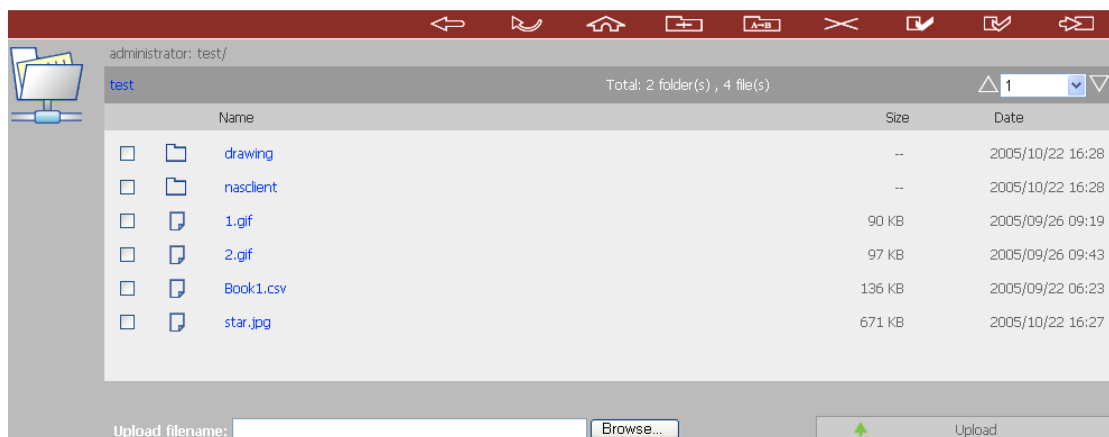 A→B
administrator: test/
test Total: 2 folder(s) , 4 file(s) 1
Name Size Date
drawing -- 2005/10/22 16:28
nasclient -- 2005/10/22 16:28
1.gif 90 KB 2005/09/26 09:19
2.gif 97 KB 2005/09/26 09:43
Book1.csv 136 KB 2005/09/22 06:23
star.jpg 671 KB 2005/10/22 16:27
Upload filename: Browse... Upload